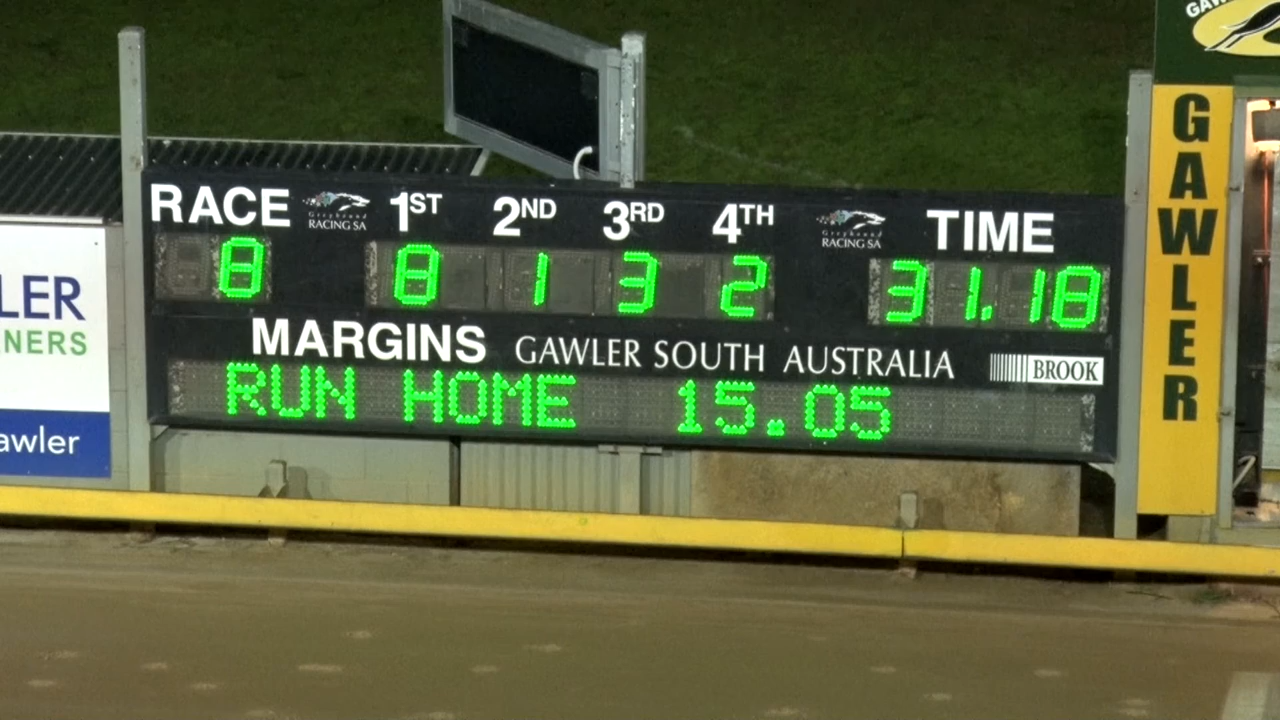 GAW
RACE Greyhound RACING SA 1ST 2ND 3RD 4TH Greyhound RACING SA TIME
8 8 1 3 2 31.18
MARGINS GAWLER SOUTH AUSTRALIA BROOK
RUN HOME 15.05
LER
NERS
awler
GAWLER